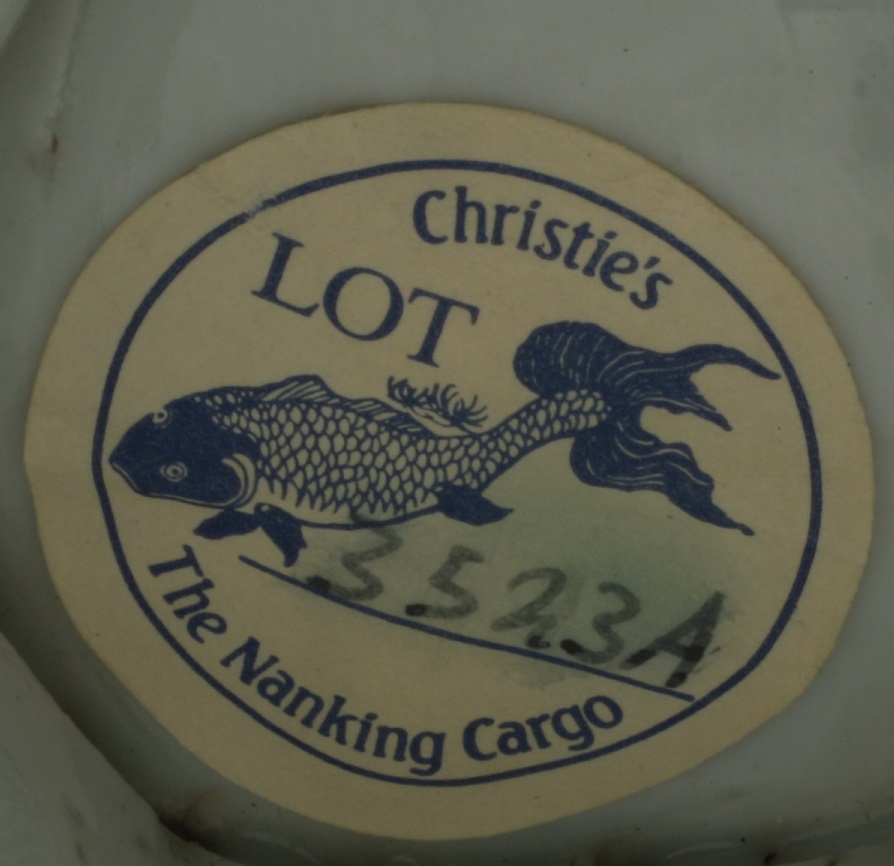 Christie's
LOT
3523A
The Nanking Cargo